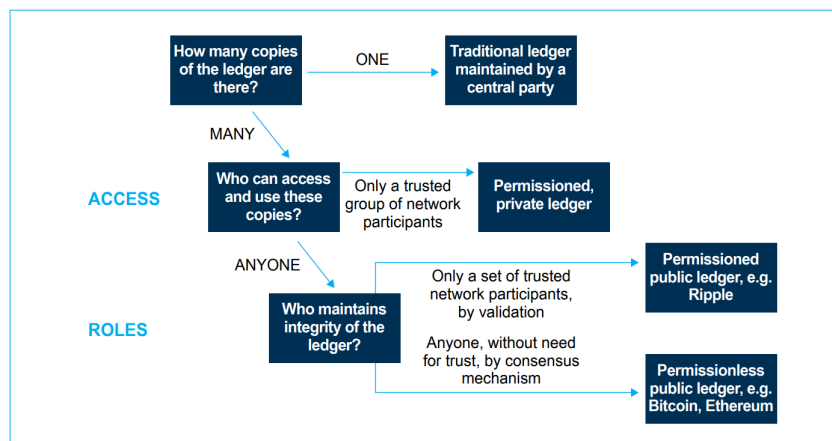 How many copies
of the ledger are
there?
ONE
Traditional ledger
maintained by a
central party
MANY
ACCESS
Who can access
and use these
copies?
Only a trusted
group of network
participants
Permissioned,
private ledger
ANYONE
ROLES
Who maintains
integrity of the
ledger?
Only a set of trusted
network participants,
by validation
Permissioned
public ledger, e.g.
Ripple
Anyone, without need
for trust, by consensus
mechanism
Permissionless
public ledger, e.g.
Bitcoin, Ethereum